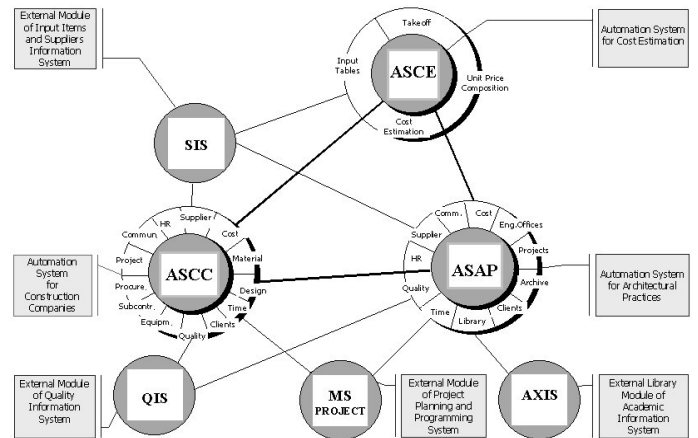 External Module
of Input Items
and Suppliers
Information
System
Takeoff
Input
Tables
ASCE
Unit Price
Composition
Cost
Estimation
Automation System
for Cost Estimation
SIS
Supplier
HR
Cost
Commun.
Material
Project
ASCC
Procure.
Design
Subcontr.
Time
Equipm.
Clients
Quality
Automation
System
for
Construction
Companies
Comm.
Cost
Eng.Offices
Supplier
Projects
HR
ASAP
Quality
Archive
Time
Clients
Library
Automation System
for Architectural
Practices
External Module
of Quality
Information
System
QIS
MS
PROJECT
External Module
of Project
Planning and
Programming
System
AXIS
External Library
Module of
Academic
Information
System